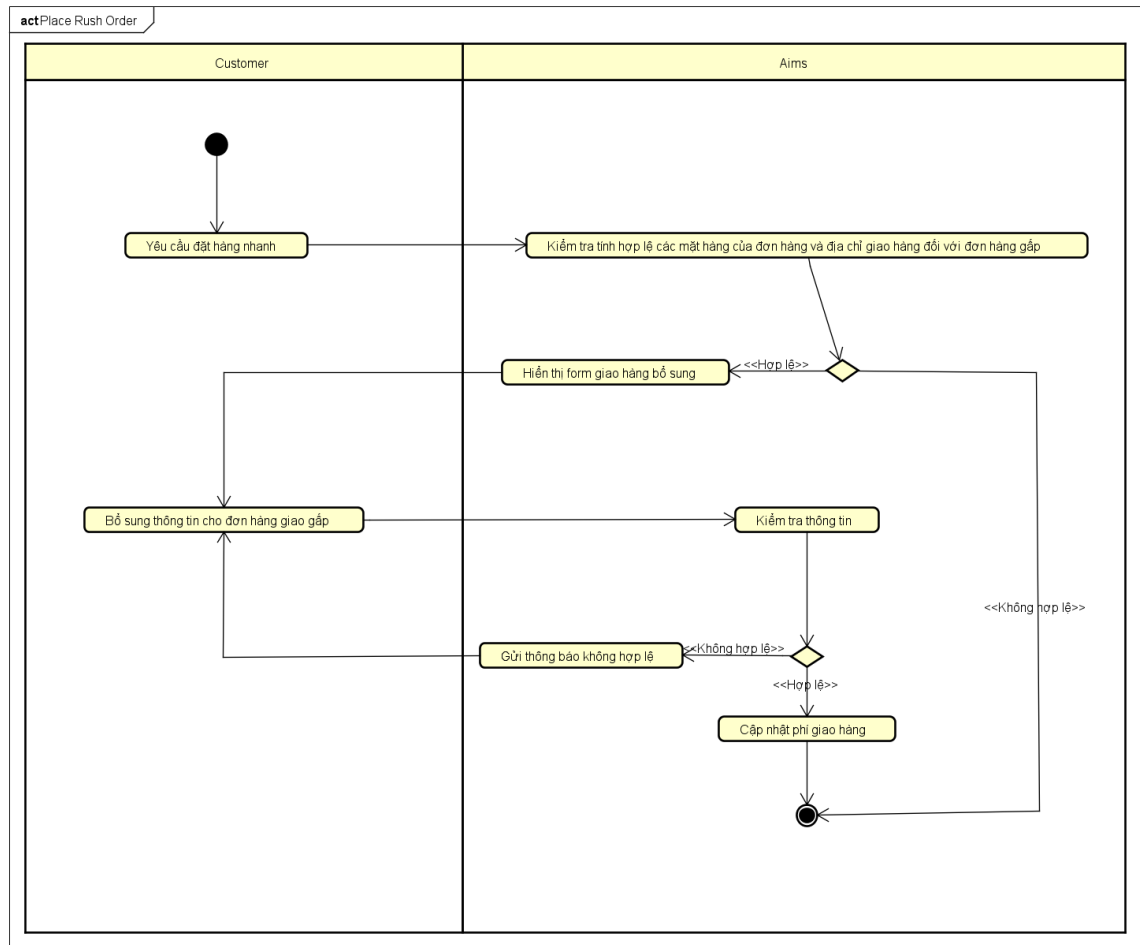 act Place Rush Order
Customer
Aims
Yêu cầu đặt hàng nhanh
Kiểm tra tính hợp lệ các mặt hàng của đơn hàng và địa chỉ giao hàng đối với đơn hàng gấp
Hiển thị form giao hàng bổ sung
<<Hợp lệ>>
Bổ sung thông tin cho đơn hàng giao gấp
Kiểm tra thông tin
<<Không hợp lệ>>
Gửi thông báo không hợp lệ
<<Không hợp lệ>>
<<Hợp lệ>>
Cập nhật phí giao hàng